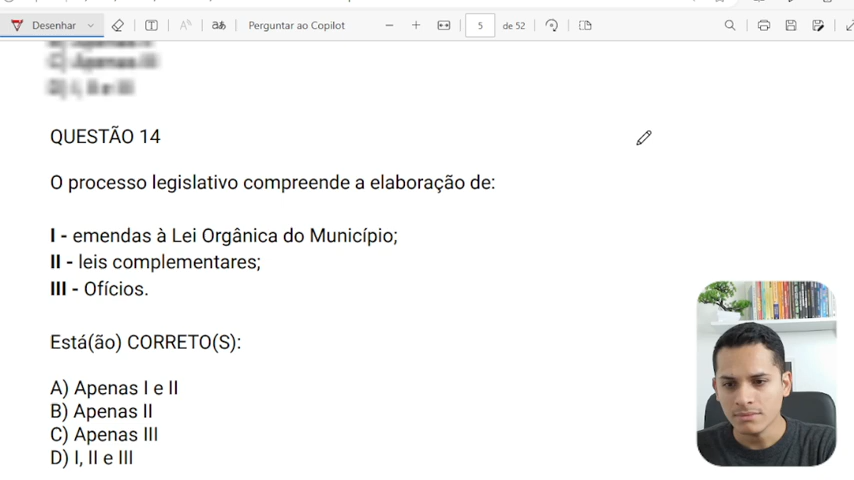 Desenhar
Perguntar ao Copilot
5
de 52
QUESTÃO 14
O processo legislativo compreende a elaboração de:
I - emendas à Lei Orgânica do Município;
II - leis complementares;
III - Ofícios.
Está(ão) CORRETO(S):
A) Apenas I e II
B) Apenas II
C) Apenas III
D) I, II e III